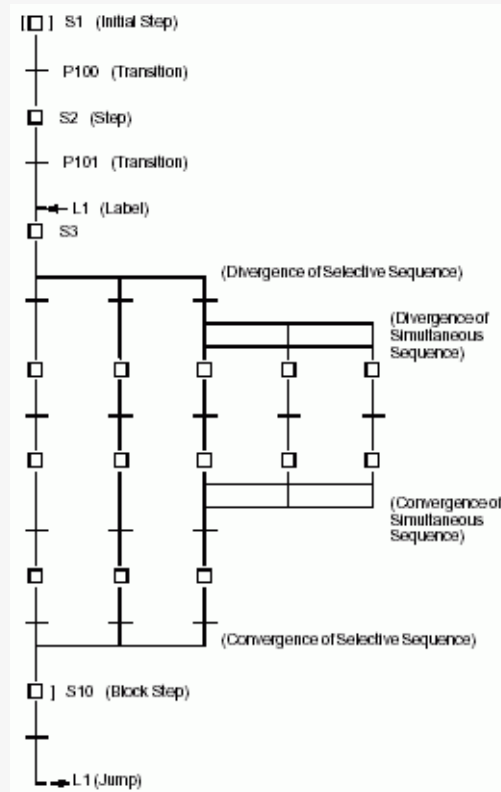 [ ] S1 (Initial Step)
P100 (Transition)
S2 (Step)
P101 (Transition)
L1 (Label)
S3
(Divergence of Selective Sequence)
(Divergence of
Simultaneous
Sequence)
(Convergence of
Simultaneous
Sequence)
(Convergence of Selective Sequence)
] S10 (Block Step)
L1 (Jump)